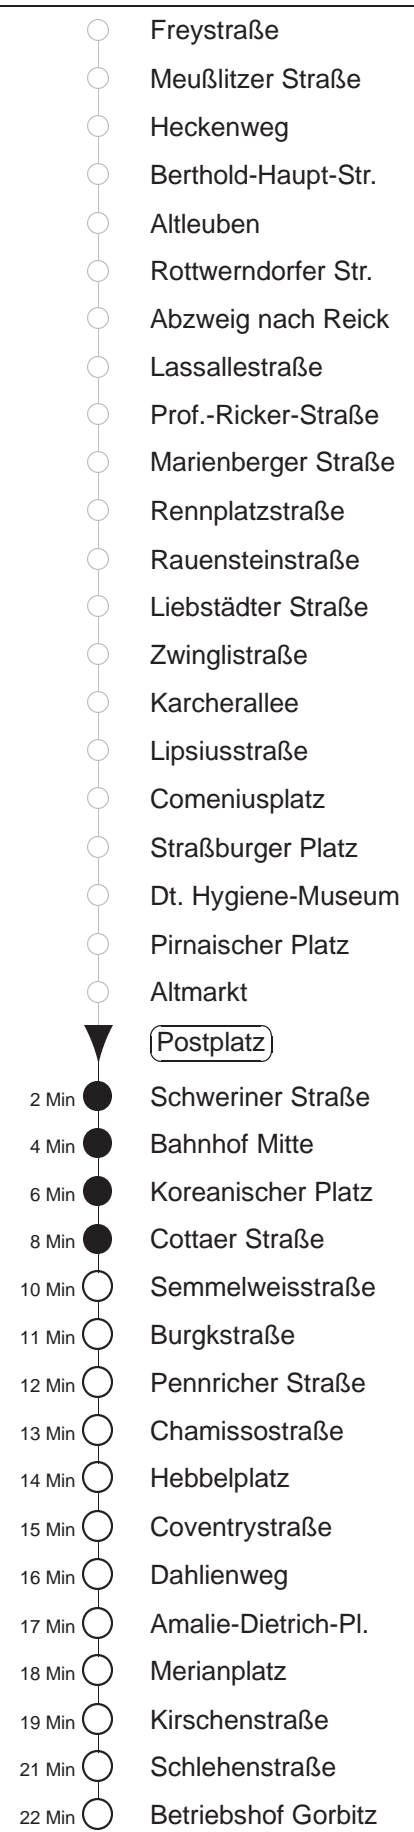 Freystraße
Meußlitzer Straße
Heckenweg
Berthold-Haupt-Str.
Altleuben
Rottwerndorfer Str.
Abzweig nach Reick
Lassallestraße
Prof.-Ricker-Straße
Marienberger Straße
Rennplatzstraße
Rauensteinstraße
Liebstädter Straße
Zwinglistraße
Karcherallee
Lipsiusstraße
Comeniusplatz
Straßburger Platz
Dt. Hygiene-Museum
Pirnaischer Platz
Altmarkt
Postplatz
2 Min Schweriner Straße
4 Min Bahnhof Mitte
6 Min Koreanischer Platz
8 Min Cottaer Straße
10 Min Semmelweisstraße
11 Min Burgkstraße
12 Min Pennricher Straße
13 Min Chamissostraße
14 Min Hebbelplatz
15 Min Coventrystraße
16 Min Dahlienweg
17 Min Amalie-Dietrich-Pl.
18 Min Merianplatz
19 Min Kirschenstraße
21 Min Schlehenstraße
22 Min Betriebshof Gorbitz